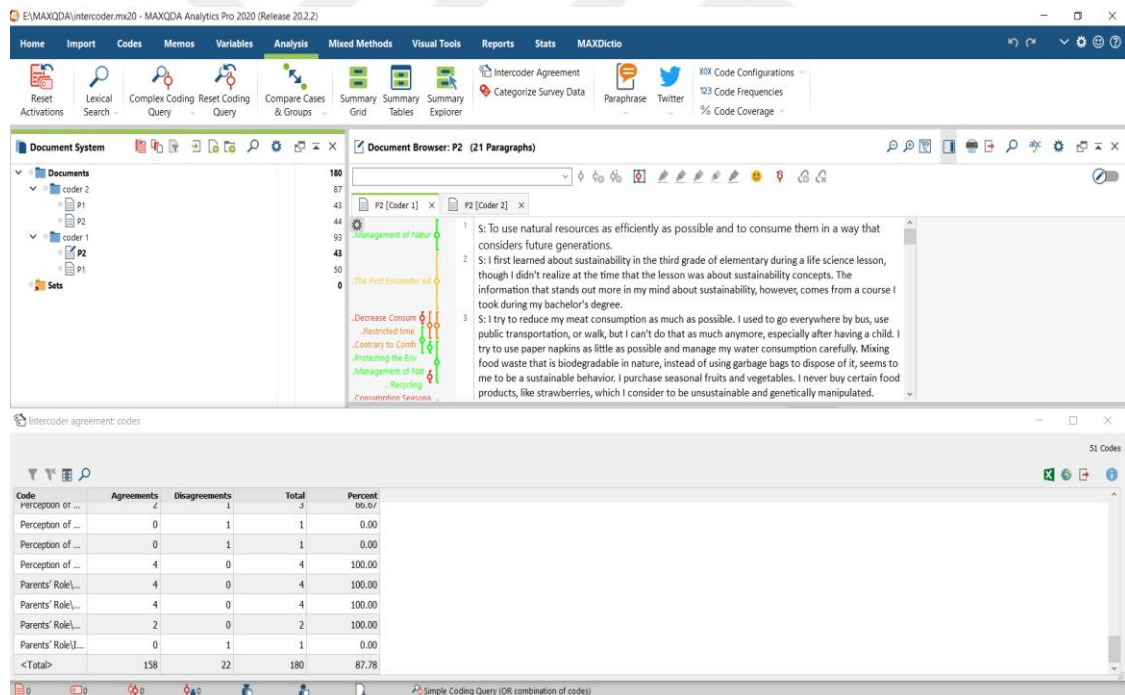 E:\MAXQDA\intercoder.mx20 - MAXQDA Analytics Pro 2020 (Release 20.2.2)
Home Import Codes Memos Variables Analysis Mixed Methods Visual Tools Reports Stats MAXDictio
Reset Activations
Lexical Search
Complex Coding Query
Reset Coding Query
Compare Cases & Groups
Summary Grid
Summary Tables
Summary Explorer
Intercoder Agreement
Categorize Survey Data
Paraphrase
Twitter
Code Configurations
123 Code Frequencies
% Code Coverage
Document System
Documents 180
coder 2 87
P1 43
P2 44
coder 1 93
P2 43
P1 50
Sets 0
Document Browser: P2 (21 Paragraphs)
P2 [Coder 1] P2 [Coder 2]
..Management of Natur
..The First Encounter wit
..Decrease Consum
..Restricted time
..Contrary to Comfc
..Protecting the Env
..Management of Nat
.. Recycling
..Consumption Seasona
1 S: To use natural resources as efficiently as possible and to consume them in a way that
considers future generations.
2 S: I first learned about sustainability in the third grade of elementary during a life science lesson,
though I didn't realize at the time that the lesson was about sustainability concepts. The
information that stands out more in my mind about sustainability, however, comes from a course I
took during my bachelor's degree.
3 S: I try to reduce my meat consumption as much as possible. I used to go everywhere by bus, use
public transportation, or walk, but I can't do that as much anymore, especially after having a child. I
try to use paper napkins as little as possible and manage my water consumption carefully. Mixing
food waste that is biodegradable in nature, instead of using garbage bags to dispose of it, seems to
me to be a sustainable behavior. I purchase seasonal fruits and vegetables. I never buy certain food
products, like strawberries, which I consider to be unsustainable and genetically manipulated.
Intercoder agreement: codes
51 Codes
Code Agreements Disagreements Total Percent
Perception of ... 2 1 3 66.67
Perception of ... 0 1 1 0.00
Perception of ... 0 1 1 0.00
Perception of ... 4 0 4 100.00
Parents' Role\... 4 0 4 100.00
Parents' Role\... 4 0 4 100.00
Parents' Role\... 2 0 2 100.00
Parents' Role\I... 0 1 1 0.00
<Total> 158 22 180 87.78
0 0 0 0 Simple Coding Query (OR combination of codes)